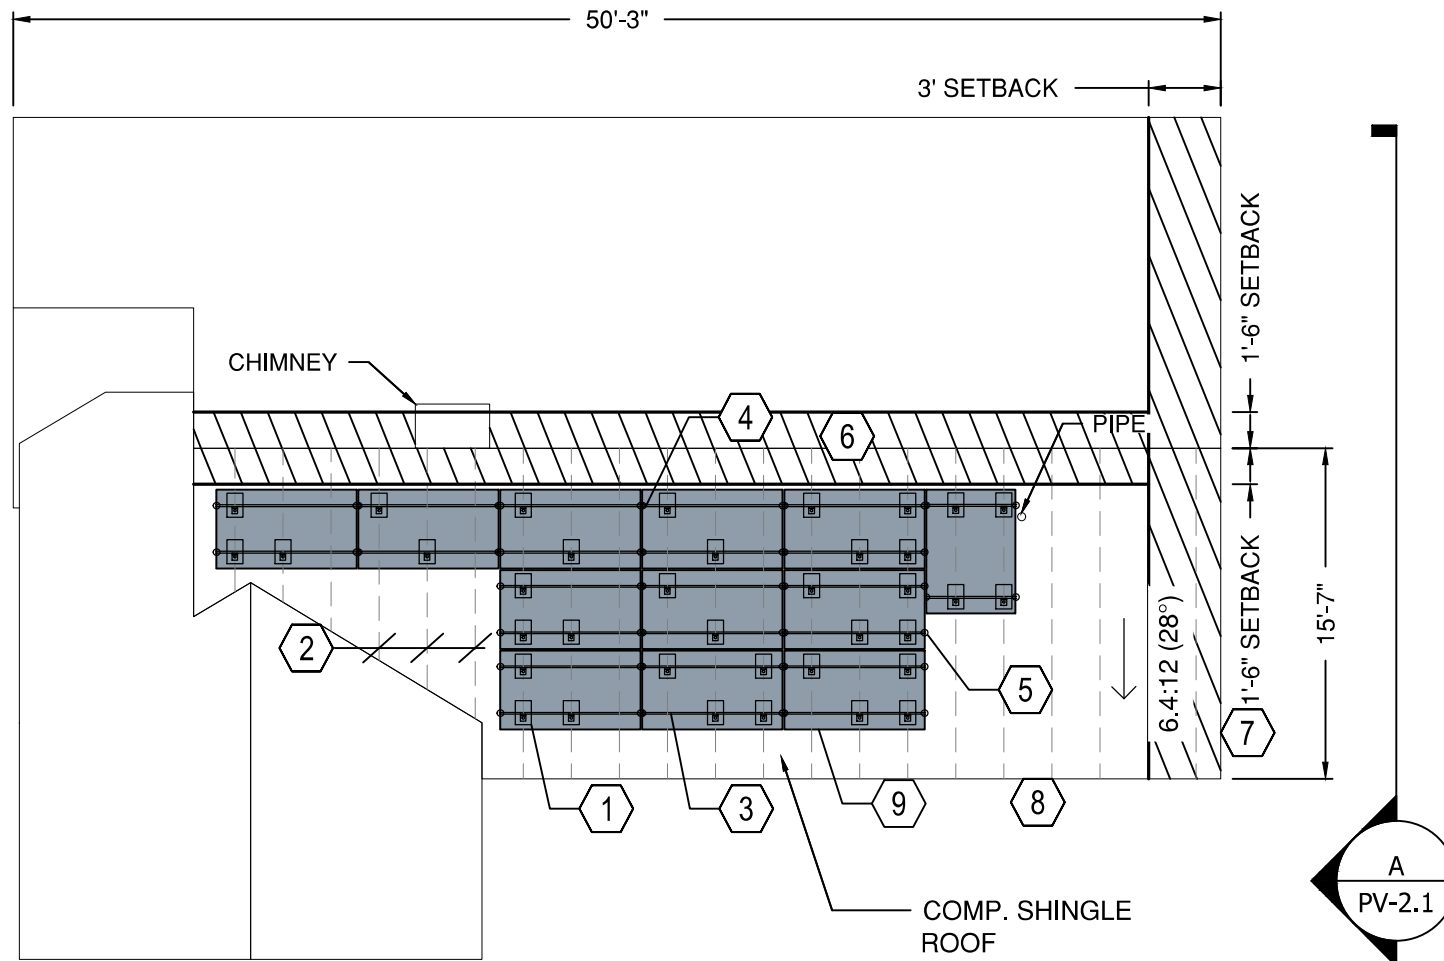 50'-3"
3' SETBACK
1'-6" SETBACK
CHIMNEY
4
6
PIPE
1'-6" SETBACK
15'-7"
6.4:12 (28°)
2
5
7
1
3
9
8
COMP. SHINGLE
ROOF
A
PV-2.1